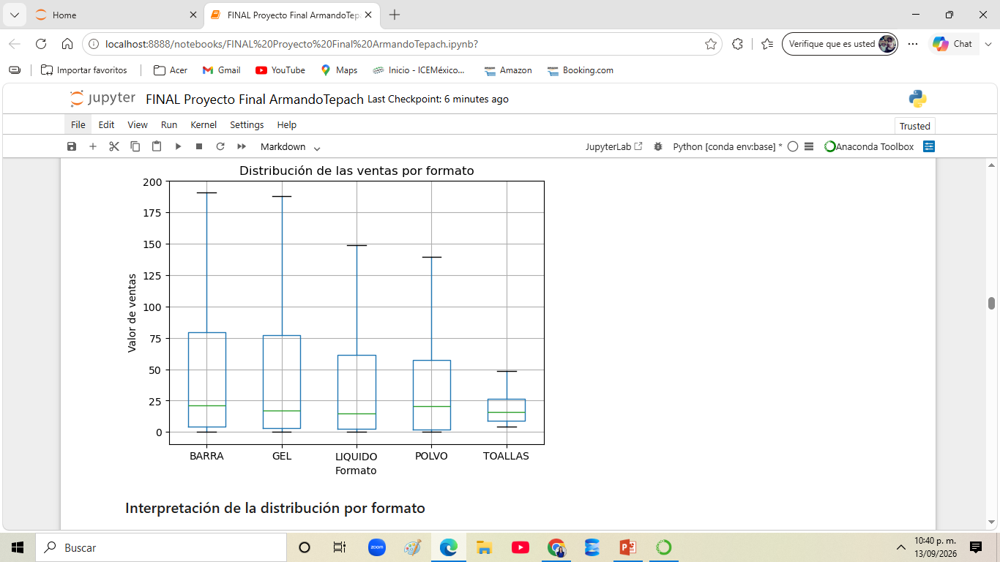 Home
FINAL Proyecto Final ArmandoTepa
localhost:8888/notebooks/FINAL%20Proyecto%20Final%20ArmandoTepach.ipynb?
Verifique que es usted
Chat
Importar favoritos
Acer
Gmail
YouTube
Maps
Inicio - ICEMéxico...
Amazon
Booking.com
jupyter
FINAL Proyecto Final ArmandoTepach Last Checkpoint: 6 minutes ago
File Edit View Run Kernel Settings Help
Trusted
Markdown
JupyterLab
Python [conda env:base] *
Anaconda Toolbox
Distribución de las ventas por formato
200
175
150
125
100
75
50
25
0
Valor de ventas
BARRA GEL LIQUIDO POLVO TOALLAS
Formato
Interpretación de la distribución por formato
Buscar
zoom
10:40 p. m.
13/09/2026